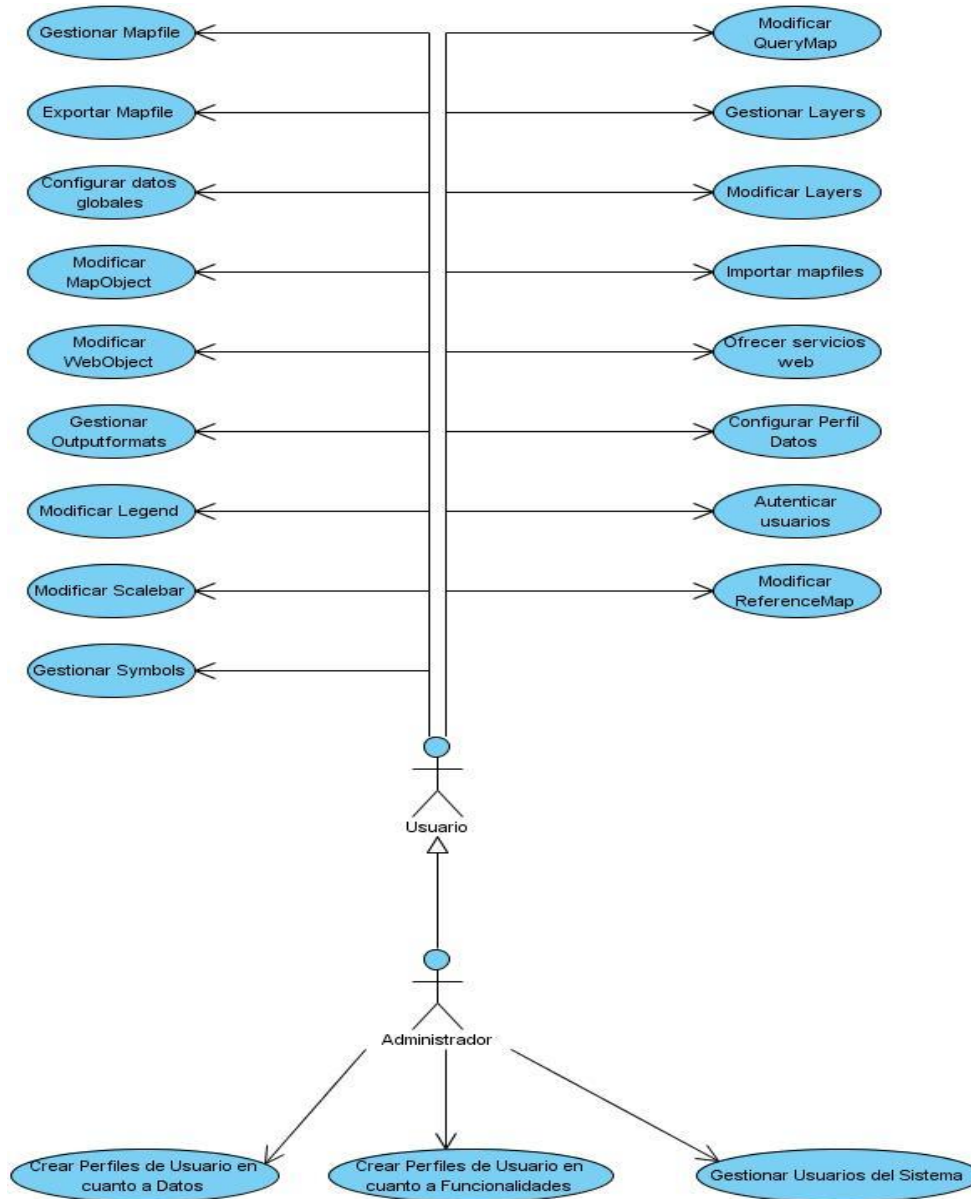 Gestionar Mapfile
Exportar Mapfile
Configurar datos
globales
Modificar
MapObject
Modificar
WebObject
Gestionar
Outputformats
Modificar Legend
Modificar Scalebar
Gestionar Symbols
Modificar
QueryMap
Gestionar Layers
Modificar Layers
Importar mapfiles
Ofrecer servicios
web
Configurar Perfil
Datos
Autenticar
usuarios
Modificar
ReferenceMap
Usuario
Administrador
Crear Perfiles de Usuario en
cuanto a Datos
Crear Perfiles de Usuario en
cuanto a Funcionalidades
Gestionar Usuarios del Sistema